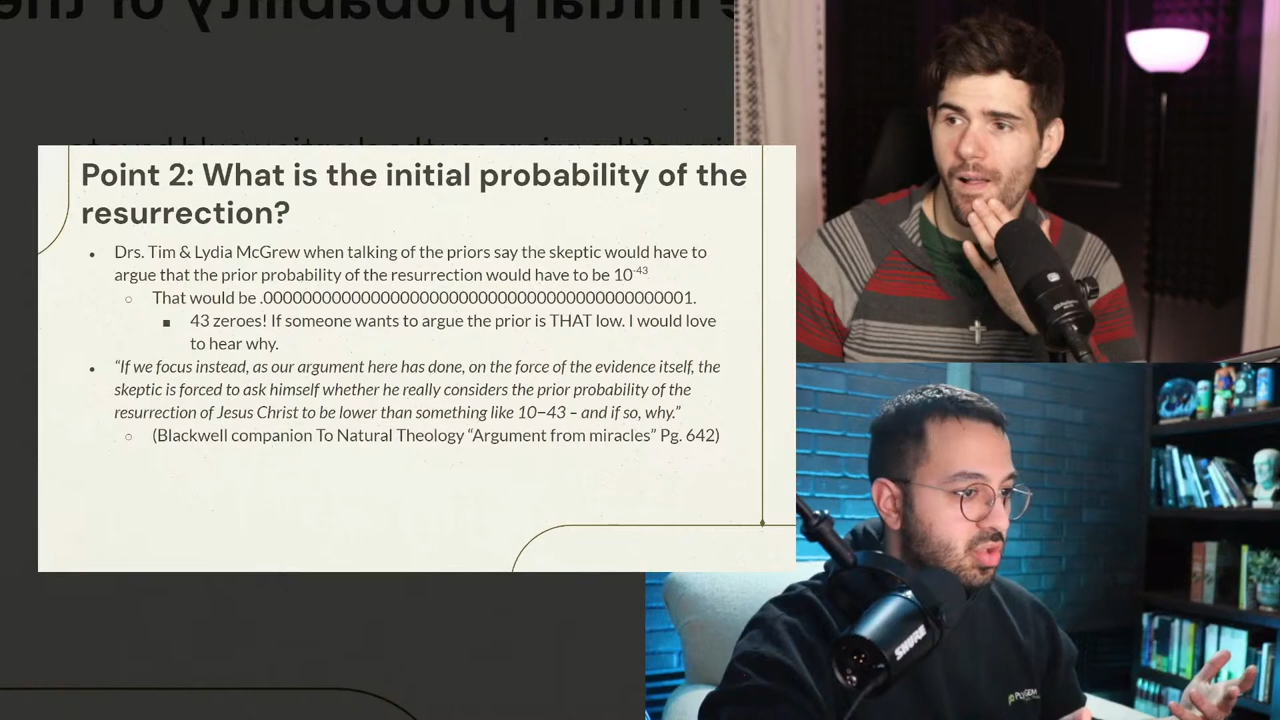 Point 2: What is the initial probability of the
resurrection?
• Drs. Tim & Lydia McGrew when talking of the priors say the skeptic would have to
argue that the prior probability of the resurrection would have to be 10⁻⁴³
○ That would be .0000000000000000000000000000000000000000001.
■ 43 zeroes! If someone wants to argue the prior is THAT low. I would love
to hear why.
• “If we focus instead, as our argument here has done, on the force of the evidence itself, the
skeptic is forced to ask himself whether he really considers the prior probability of the
resurrection of Jesus Christ to be lower than something like 10−43 – and if so, why.”
○ (Blackwell companion To Natural Theology “Argument from miracles” Pg. 642)
SHURE